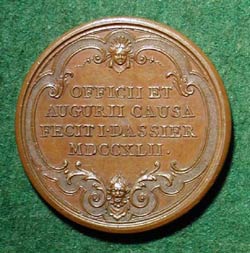 OFFICII ET
AUGURII CAUSA
FECIT I·DASSIER
MDCCXLII.